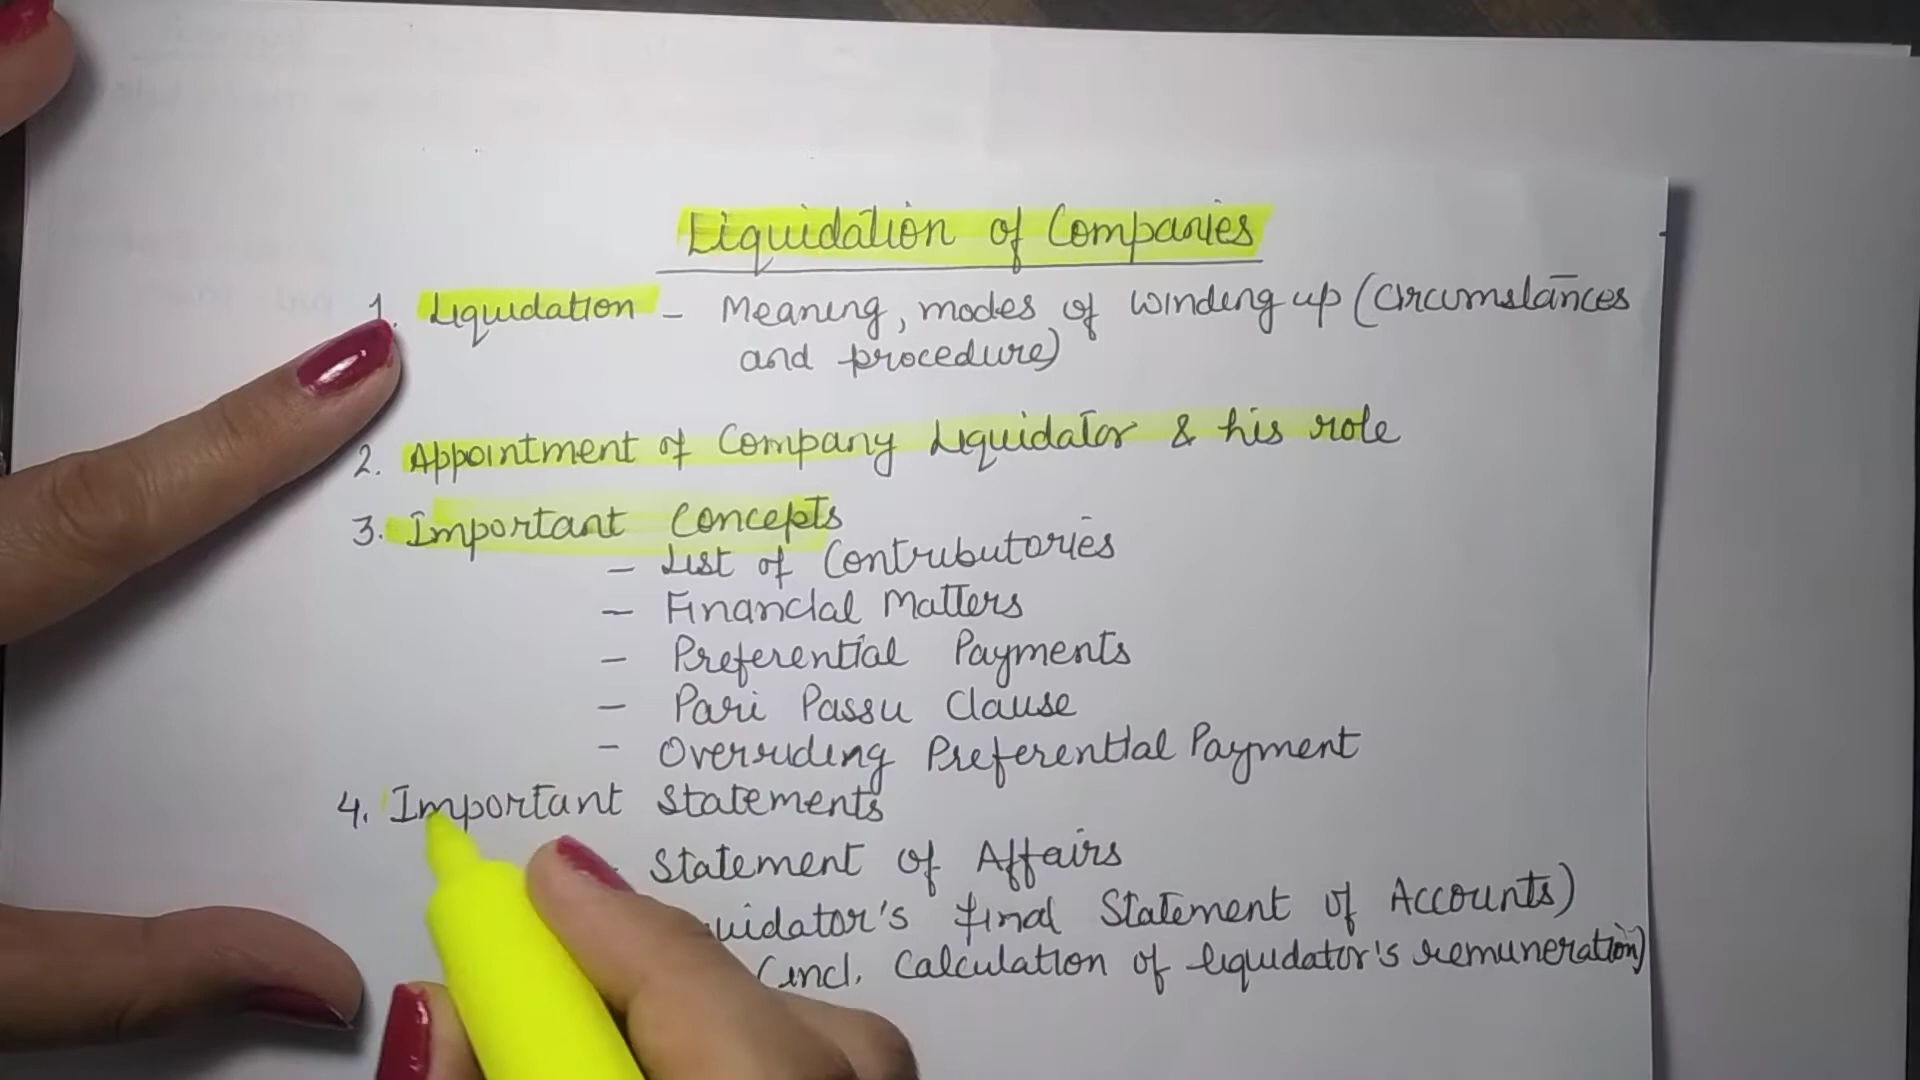 Liquidation of Companies
1. Liquidation - Meaning, modes of winding up (circumstances
and procedure)
2. Appointment of Company Liquidator & his role
3. Important Concepts
- List of Contributories
- Financial Matters
- Preferential Payments
- Pari Passu Clause
- Overriding Preferential Payment
4. Important Statements
Statement of Affairs
final Statement of Accounts)
(incl. Calculation of liquidator's remuneration)